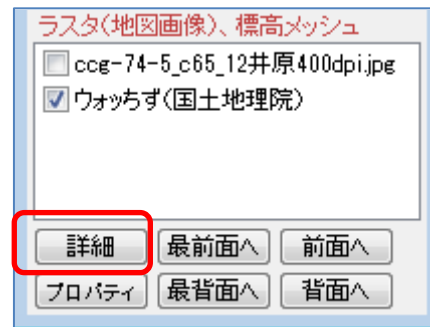 ラスタ(地図画像)、標高メッシュ
ccg-74-5_c65_12井原400dpi.jpg
ウォッちず(国土地理院)
詳細 最前面へ 前面へ
プロパティ 最背面へ 背面へ